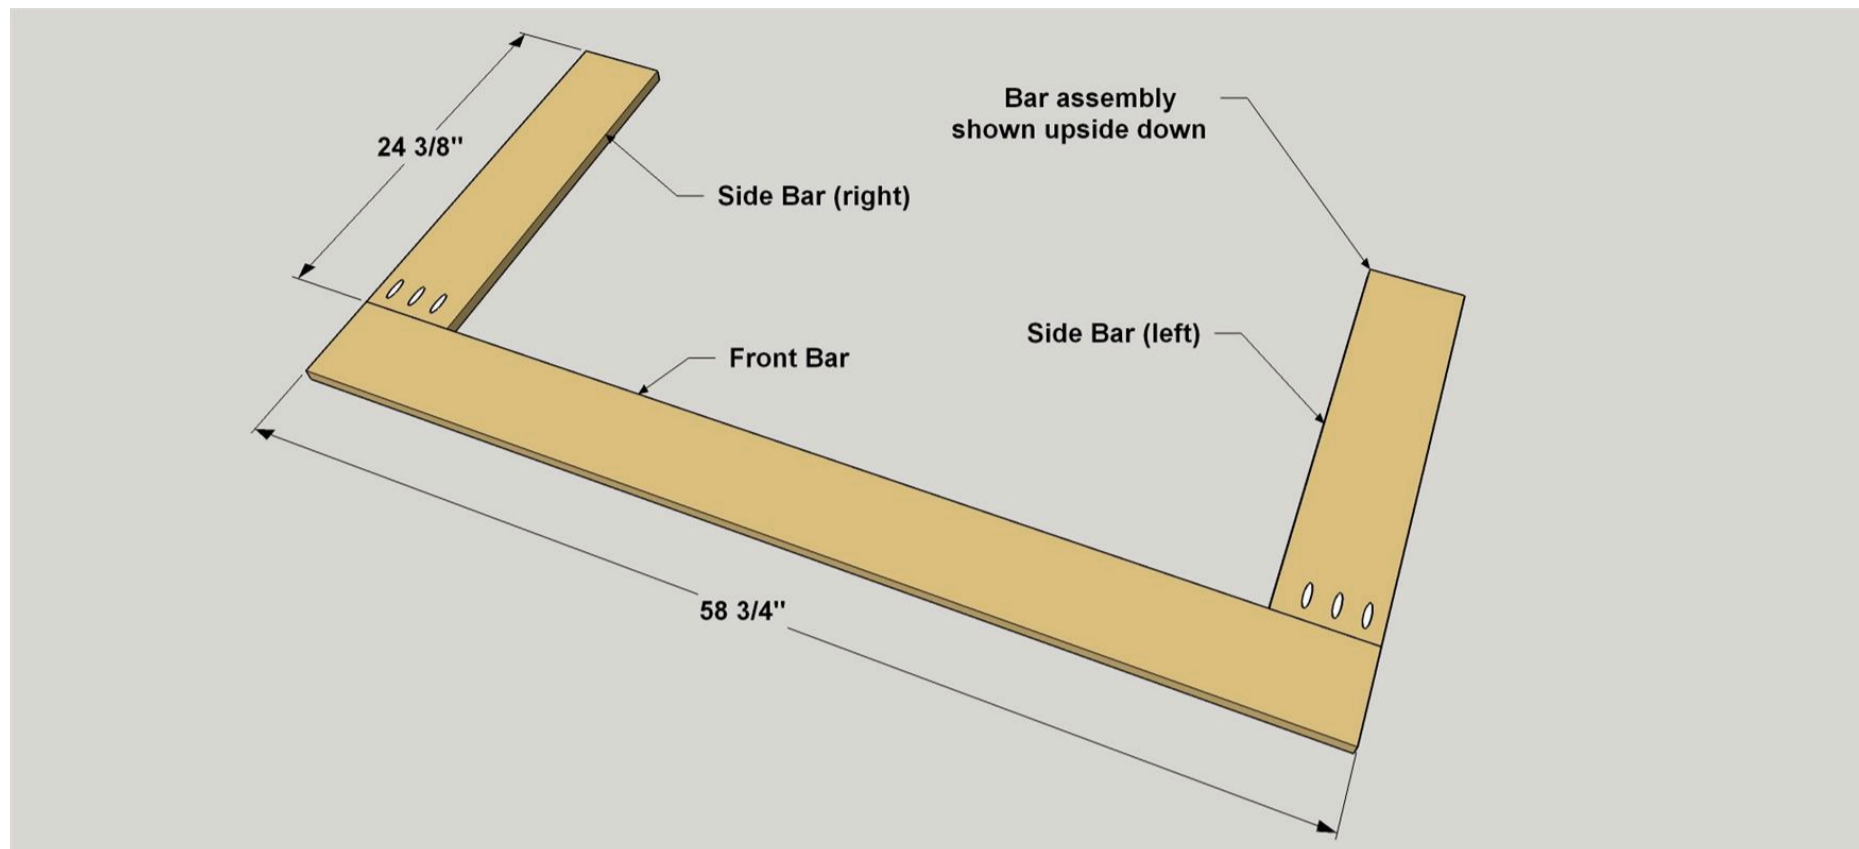 Bar assembly
shown upside down
24 3/8"
Side Bar (right)
Side Bar (left)
Front Bar
58 3/4"